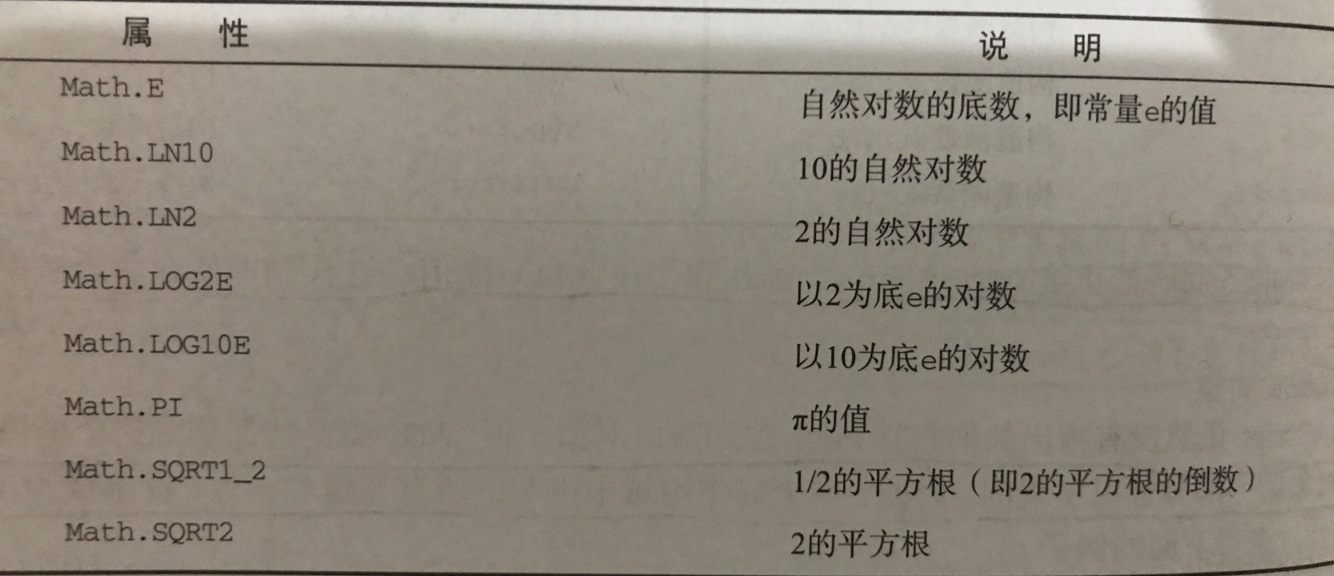 属 性 说 明
Math.E 自然对数的底数，即常量e的值
Math.LN10 10的自然对数
Math.LN2 2的自然对数
Math.LOG2E 以2为底e的对数
Math.LOG10E 以10为底e的对数
Math.PI π的值
Math.SQRT1_2 1/2的平方根（即2的平方根的倒数）
Math.SQRT2 2的平方根